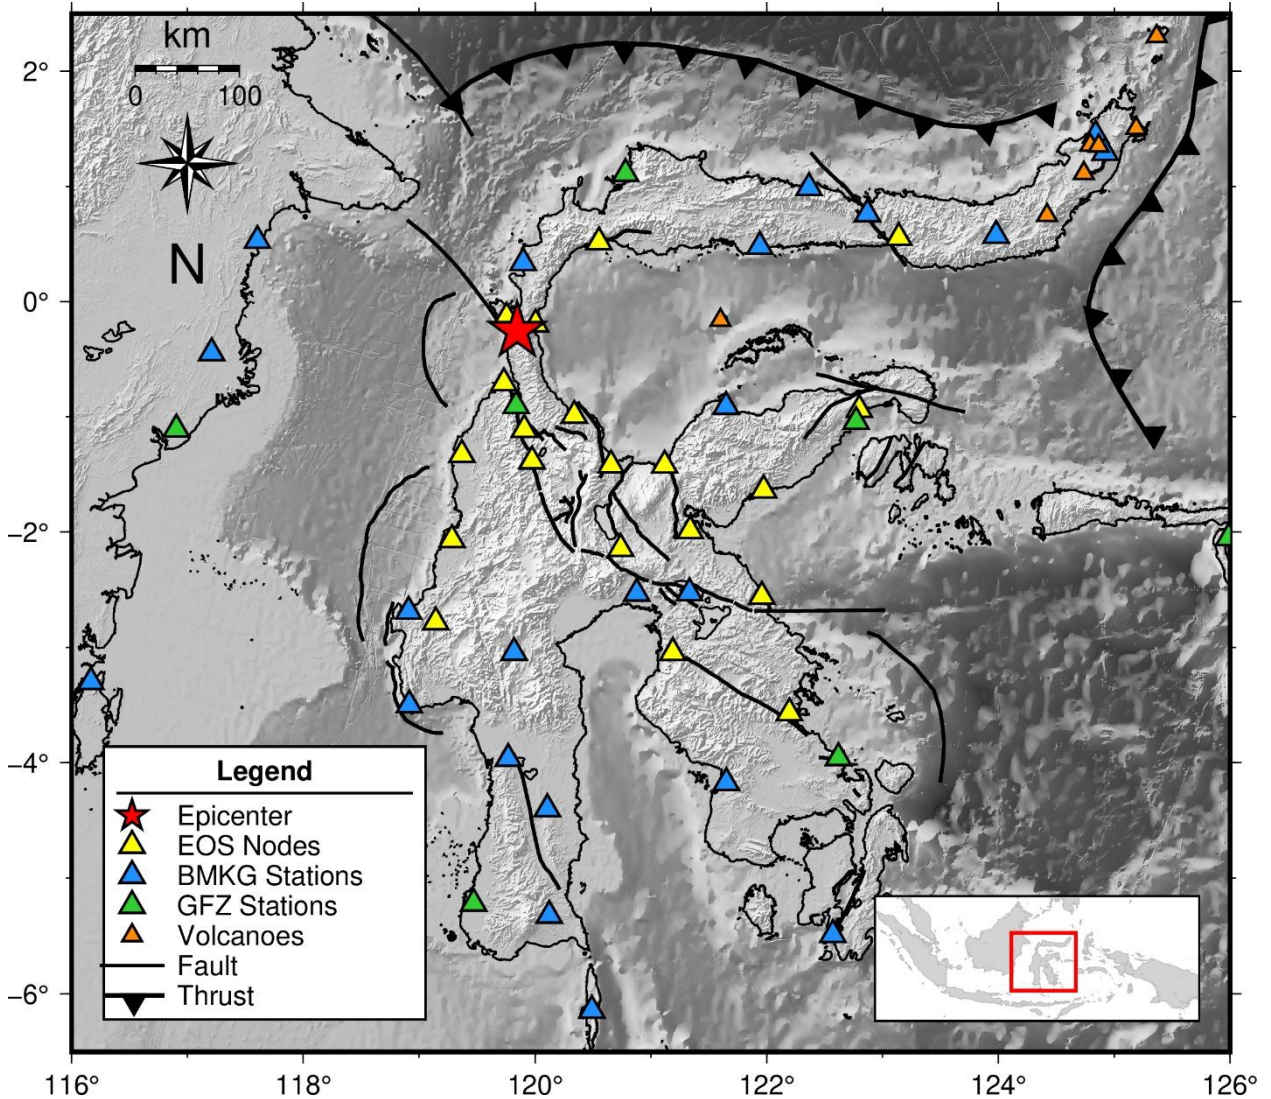 km
0 100
N
2°
0°
–2°
–4°
–6°
Legend
Epicenter
EOS Nodes
BMKG Stations
GFZ Stations
Volcanoes
Fault
Thrust
116° 118° 120° 122° 124° 126°